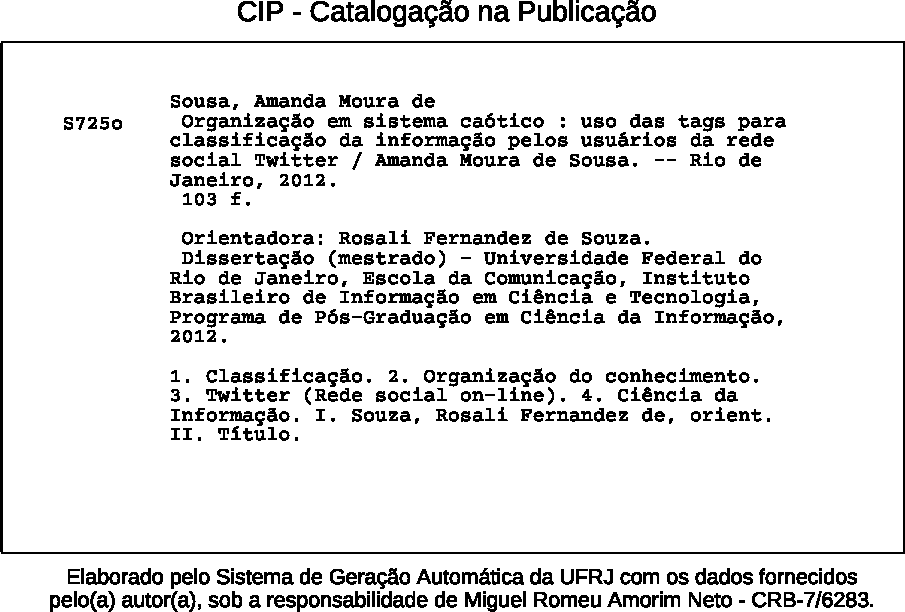 CIP - Catalogação na Publicação
S725o
Sousa, Amanda Moura de
Organização em sistema caótico : uso das tags para
classificação da informação pelos usuários da rede
social Twitter / Amanda Moura de Sousa. -- Rio de
Janeiro, 2012.
103 f.
Orientadora: Rosali Fernandez de Souza.
Dissertação (mestrado) - Universidade Federal do
Rio de Janeiro, Escola da Comunicação, Instituto
Brasileiro de Informação em Ciência e Tecnologia,
Programa de Pós-Graduação em Ciência da Informação,
2012.
1. Classificação. 2. Organização do conhecimento.
3. Twitter (Rede social on-line). 4. Ciência da
Informação. I. Souza, Rosali Fernandez de, orient.
II. Título.
Elaborado pelo Sistema de Geração Automática da UFRJ com os dados fornecidos
pelo(a) autor(a), sob a responsabilidade de Miguel Romeu Amorim Neto - CRB-7/6283.